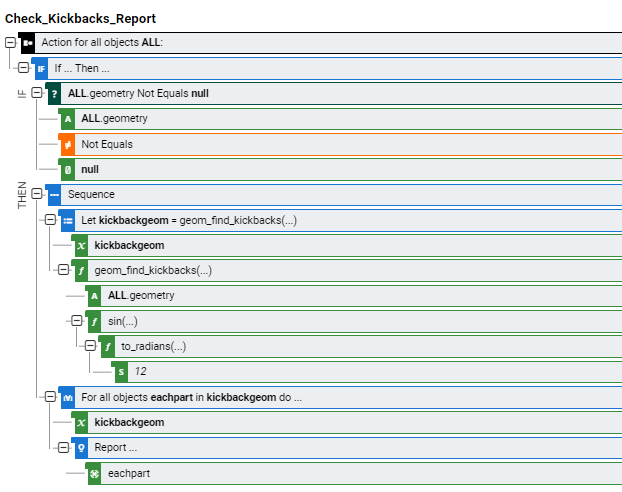 Check_Kickbacks_Report
Action for all objects ALL:
IF If ... Then ...
IF
? ALL.geometry Not Equals null
A ALL.geometry
≠ Not Equals
0 null
THEN
Sequence
Let kickbackgeom = geom_find_kickbacks(...)
x kickbackgeom
f geom_find_kickbacks(...)
A ALL.geometry
f sin(...)
f to_radians(...)
S 12
For all objects eachpart in kickbackgeom do ...
x kickbackgeom
Report ...
eachpart